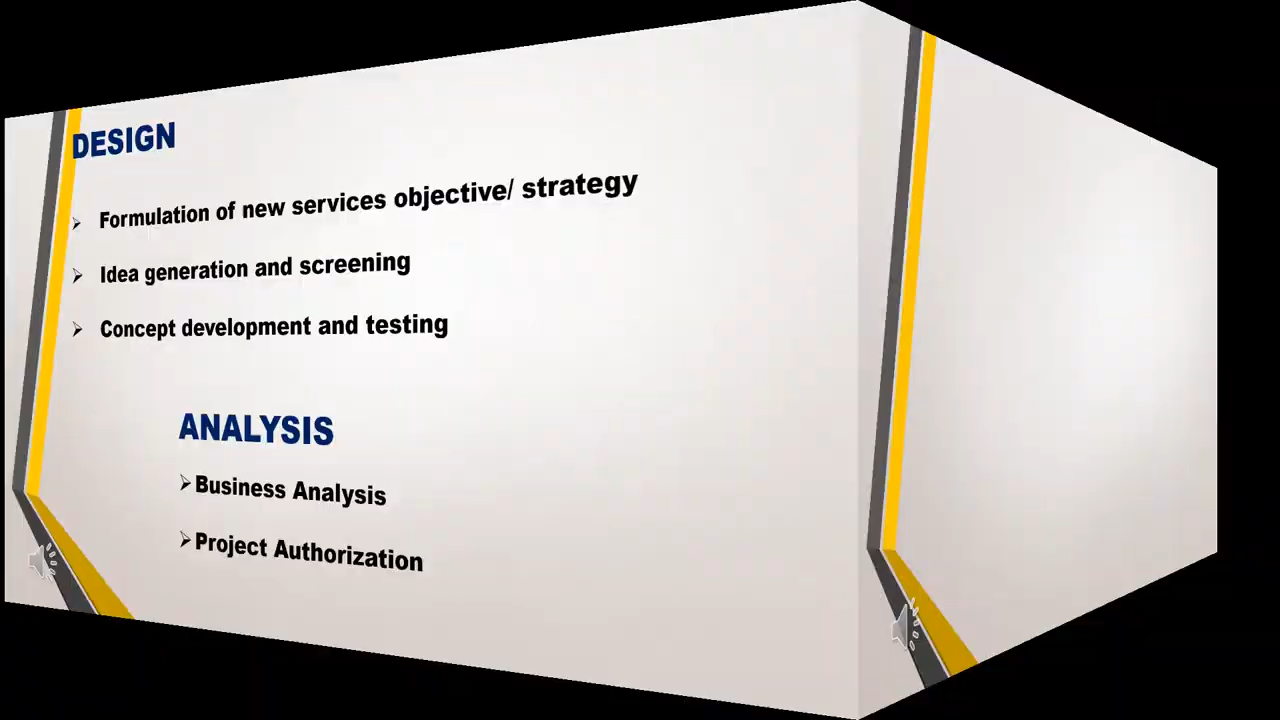 DESIGN
Formulation of new services objective/ strategy
Idea generation and screening
Concept development and testing
ANALYSIS
Business Analysis
Project Authorization